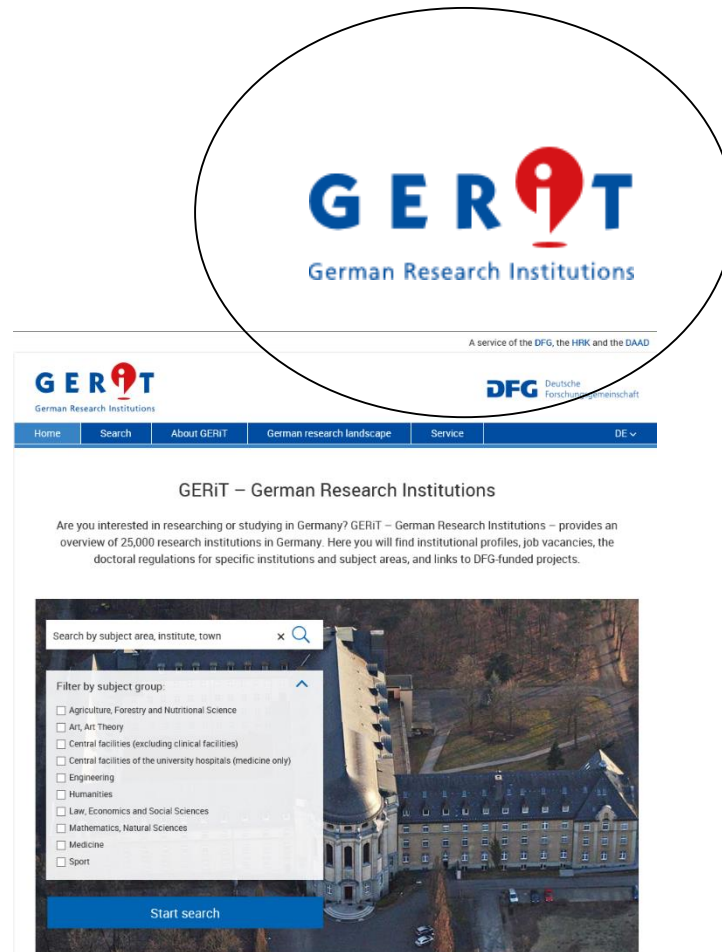 GERiT
German Research Institutions
A service of the DFG, the HRK and the DAAD
GERiT
German Research Institutions
DFG Deutsche
Forschungsgemeinschaft
Home Search About GERiT German research landscape Service DE
GERiT – German Research Institutions
Are you interested in researching or studying in Germany? GERiT – German Research Institutions – provides an
overview of 25,000 research institutions in Germany. Here you will find institutional profiles, job vacancies, the
doctoral regulations for specific institutions and subject areas, and links to DFG-funded projects.
Search by subject area, institute, town x
Filter by subject group:
Agriculture, Forestry and Nutritional Science
Art, Art Theory
Central facilities (excluding clinical facilities)
Central facilities of the university hospitals (medicine only)
Engineering
Humanities
Law, Economics and Social Sciences
Mathematics, Natural Sciences
Medicine
Sport
Start search